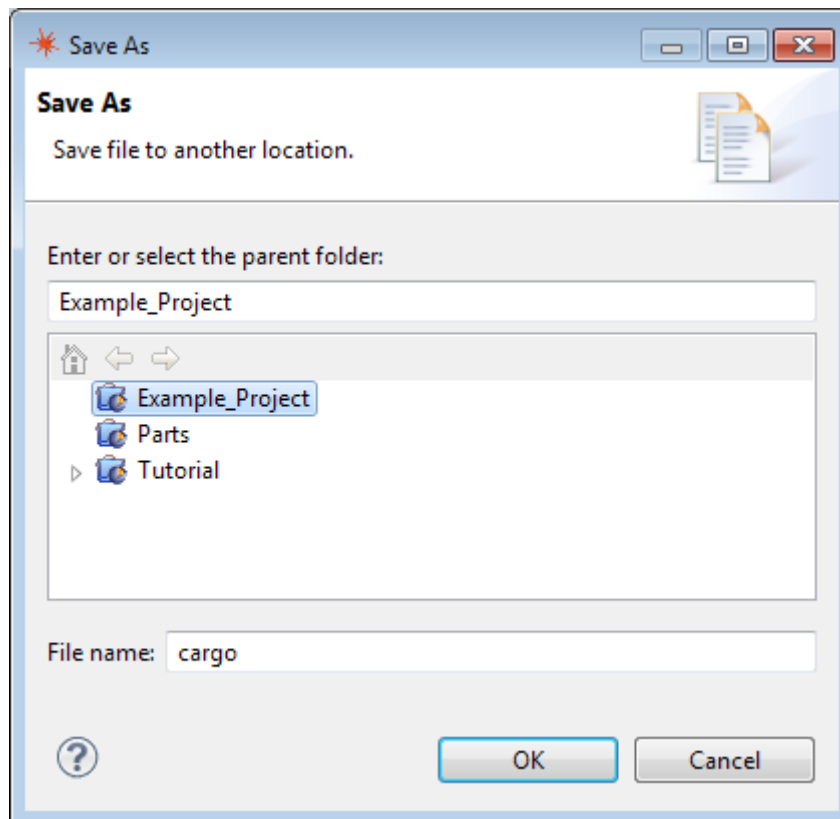 Save As
Save As
Save file to another location.
Enter or select the parent folder:
Example_Project
Example_Project
Parts
Tutorial
File name: cargo
? OK Cancel